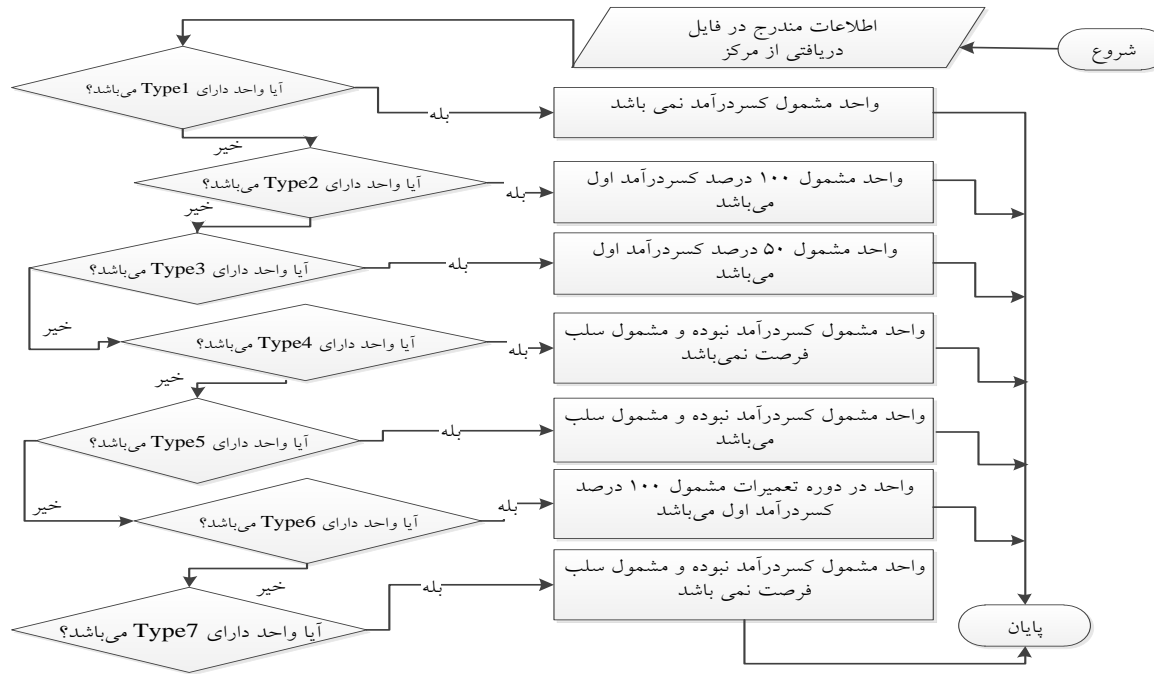 شروع
اطلاعات مندرج در فایل
دریافتی از مرکز
آیا واحد دارای Type1 می‌باشد؟
بله
واحد مشمول کسردرآمد نمی باشد
خیر
آیا واحد دارای Type2 می‌باشد؟
بله
واحد مشمول ۱۰۰ درصد کسردرآمد اول
می‌باشد
خیر
آیا واحد دارای Type3 می‌باشد؟
بله
واحد مشمول ۵۰ درصد کسردرآمد اول
می‌باشد
خیر
آیا واحد دارای Type4 می‌باشد؟
بله
واحد مشمول کسردرآمد نبوده و مشمول سلب
فرصت نمی‌باشد
خیر
آیا واحد دارای Type5 می‌باشد؟
بله
واحد مشمول کسردرآمد نبوده و مشمول سلب
می‌باشد
خیر
آیا واحد دارای Type6 می‌باشد؟
بله
واحد در دوره تعمیرات مشمول ۱۰۰ درصد
کسردرآمد اول می‌باشد
خیر
آیا واحد دارای Type7 می‌باشد؟
بله
واحد مشمول کسردرآمد نبوده و مشمول سلب
فرصت نمی باشد
پایان